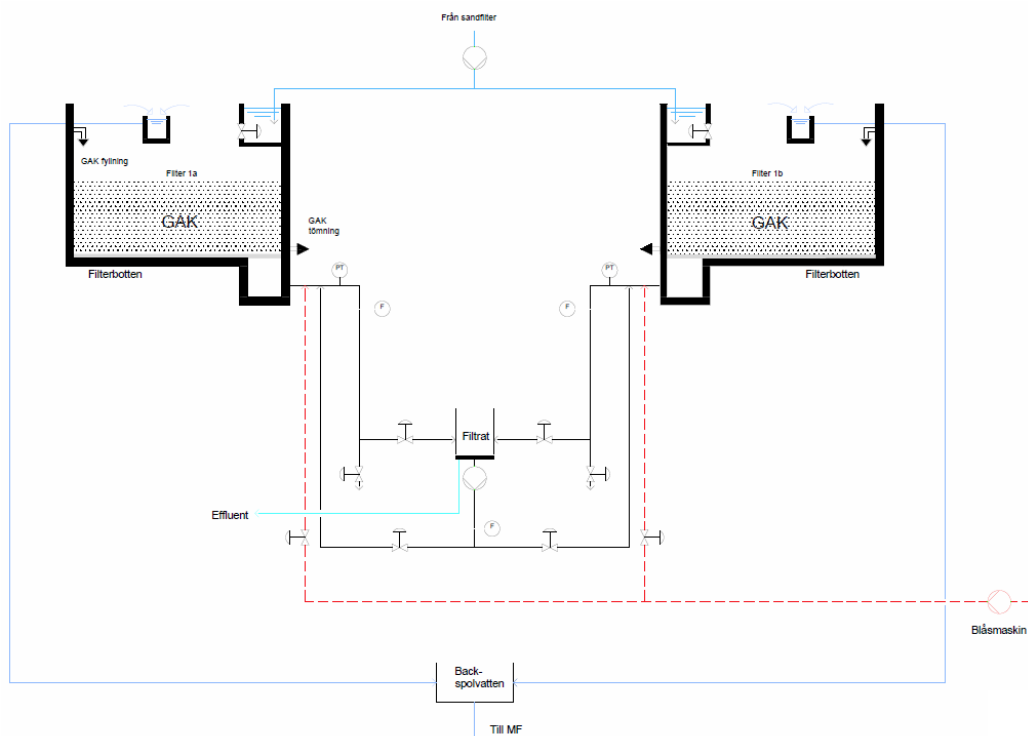 Från sandfilter
GAK fyllning
Filter 1a
Filter 1b
GAK
GAK
GAK
tömning
Filterbotten
Filterbotten
PT
PT
F
F
Filtrat
Effluent
F
Blåsmaskin
Back-
spolvatten
Till MF